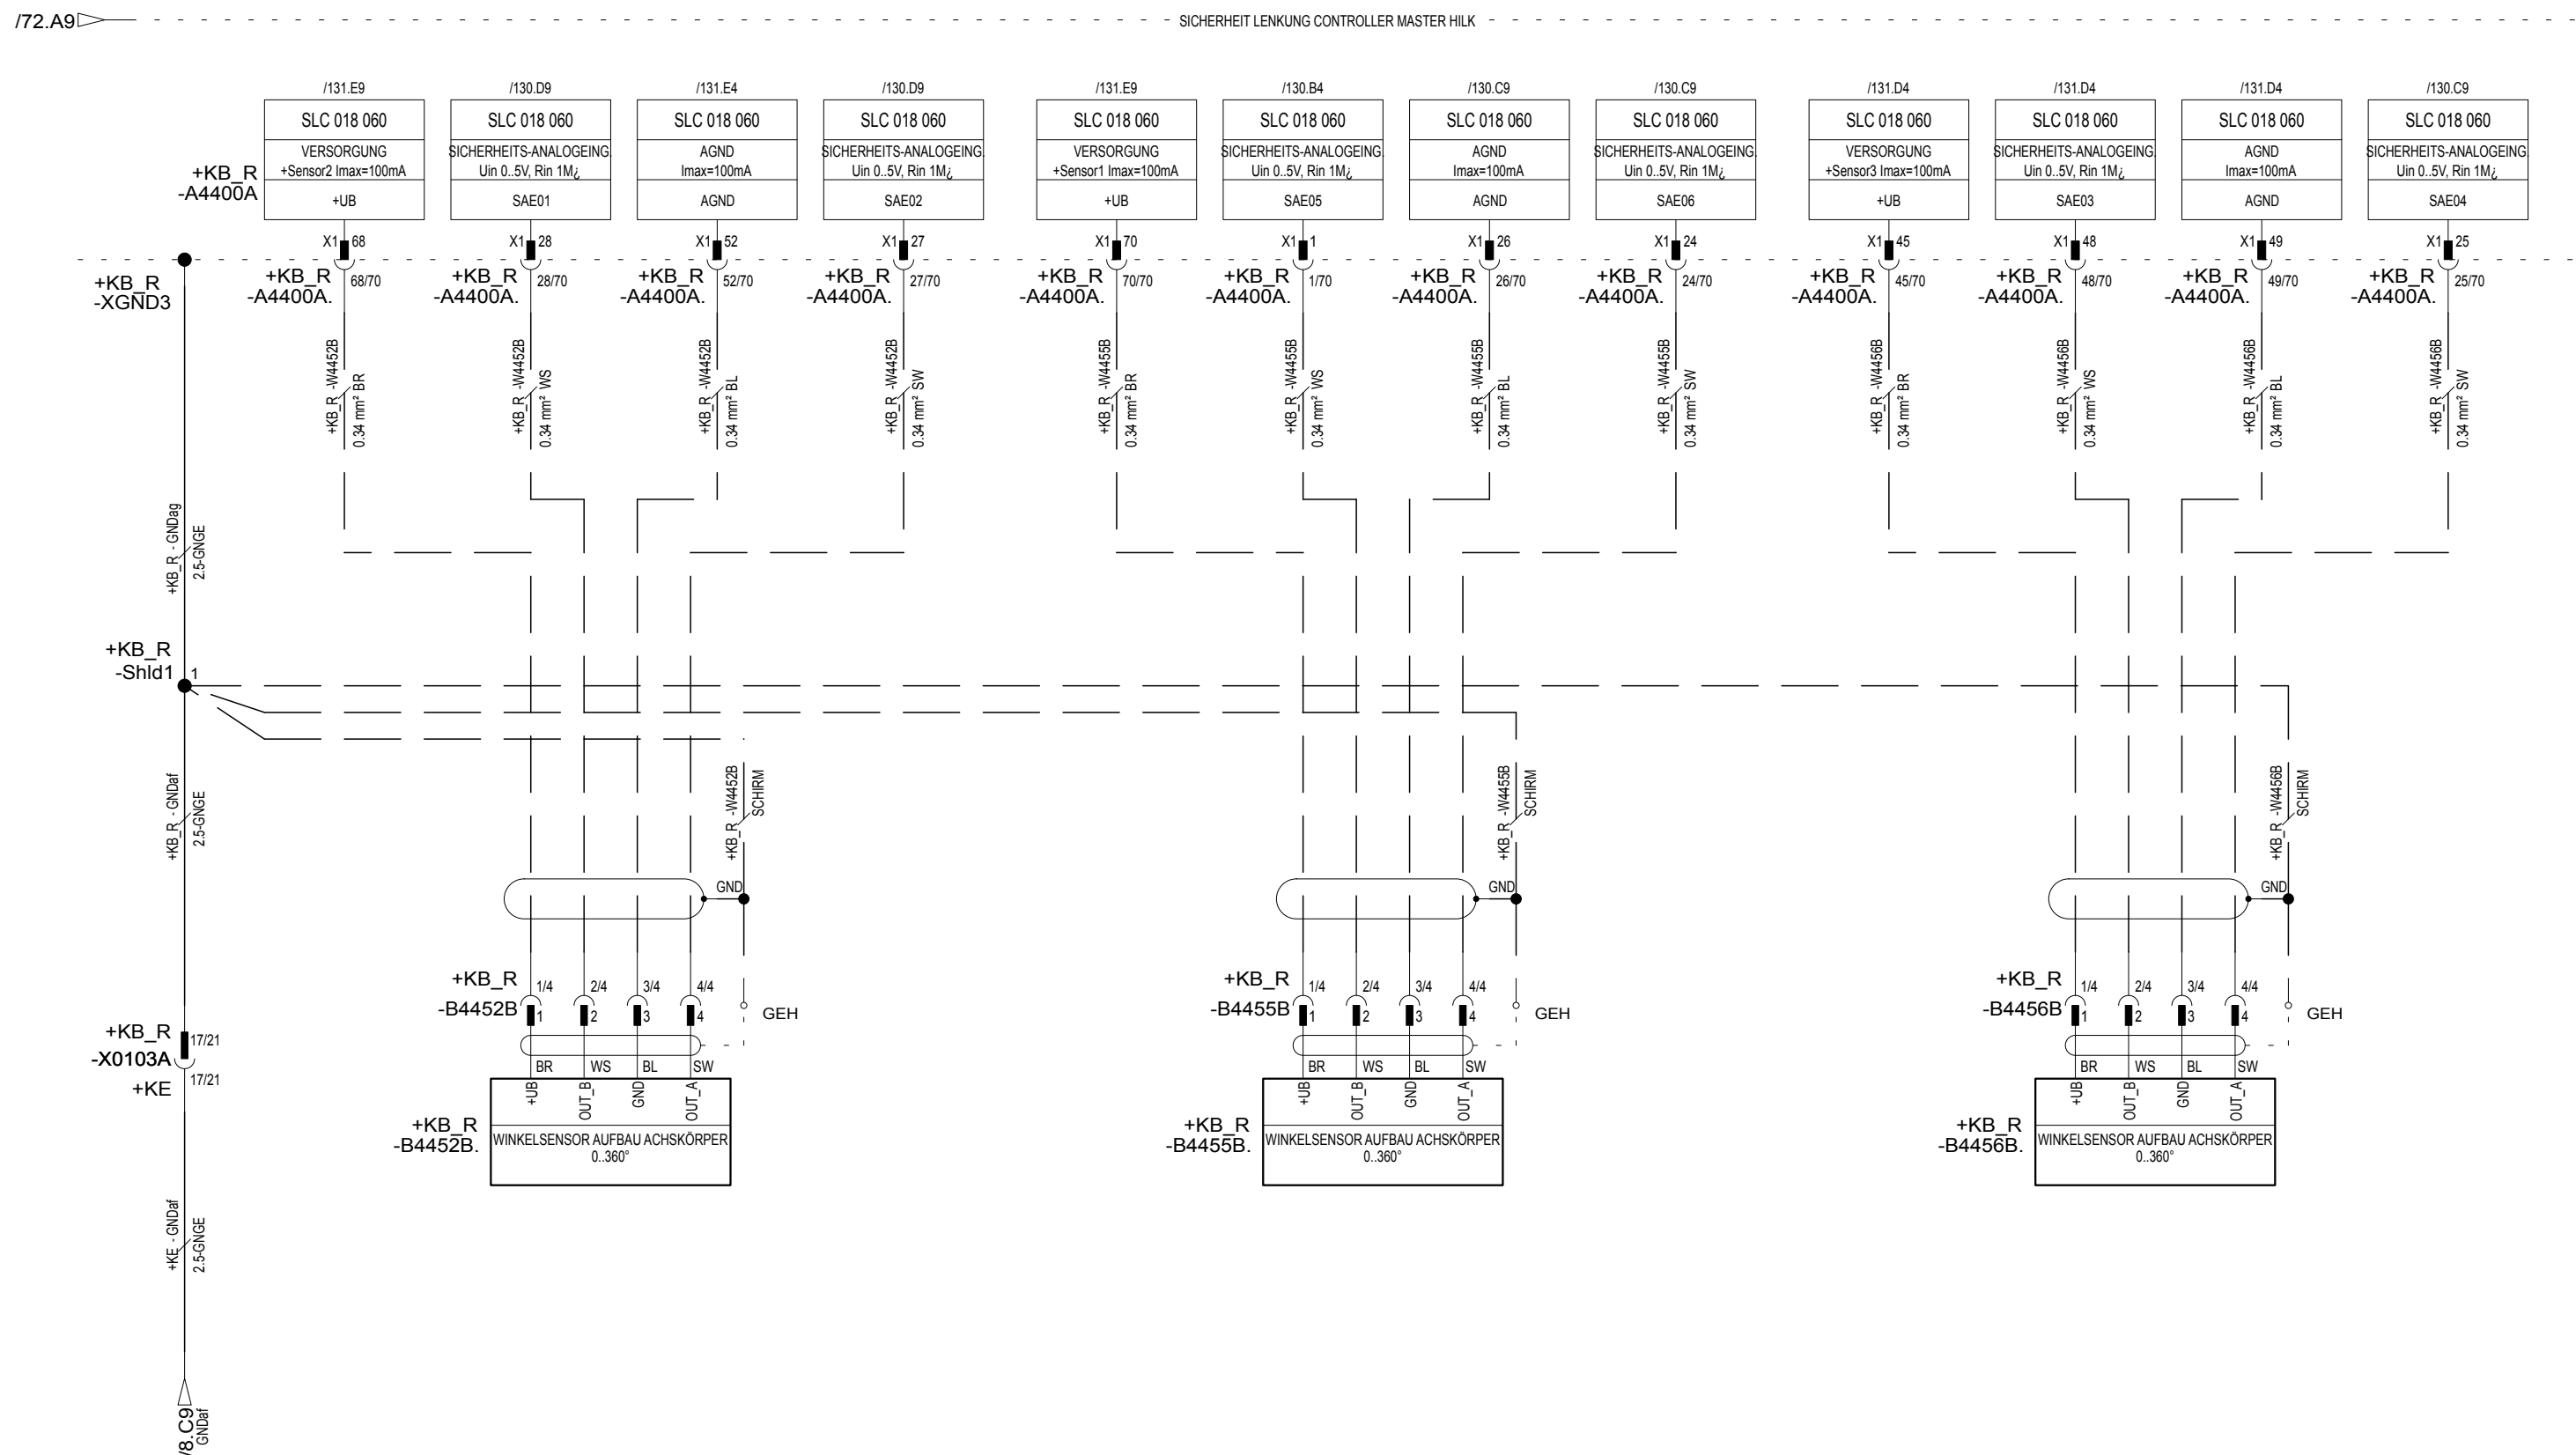 /72.A9
SICHERHEIT LENKUNG CONTROLLER MASTER HILK
/131.E9 /130.D9 /131.E4 /130.D9 /131.E9 /130.B4 /130.C9 /130.C9 /131.D4 /131.D4 /131.D4 /130.C9
SLC 018 060 SLC 018 060 SLC 018 060 SLC 018 060 SLC 018 060 SLC 018 060 SLC 018 060 SLC 018 060 SLC 018 060 SLC 018 060 SLC 018 060 SLC 018 060
VERSORGUNG SICHERHEITS-ANALOGEING. AGND SICHERHEITS-ANALOGEING. VERSORGUNG SICHERHEITS-ANALOGEING. AGND SICHERHEITS-ANALOGEING. VERSORGUNG SICHERHEITS-ANALOGEING. AGND SICHERHEITS-ANALOGEING.
+Sensor2 Imax=100mA Uin 0..5V, Rin 1M¿ Imax=100mA Uin 0..5V, Rin 1M¿ +Sensor1 Imax=100mA Uin 0..5V, Rin 1M¿ Imax=100mA Uin 0..5V, Rin 1M¿ +Sensor3 Imax=100mA Uin 0..5V, Rin 1M¿ Imax=100mA Uin 0..5V, Rin 1M¿
+KB_R
-A4400A
+UB SAE01 AGND SAE02 +UB SAE05 AGND SAE06 +UB SAE03 AGND SAE04
X1 68 X1 28 X1 52 X1 27 X1 70 X1 1 X1 26 X1 24 X1 45 X1 48 X1 49 X1 25
+KB_R 68/70 +KB_R 28/70 +KB_R 52/70 +KB_R 27/70 +KB_R 70/70 +KB_R 1/70 +KB_R 26/70 +KB_R 24/70 +KB_R 45/70 +KB_R 48/70 +KB_R 49/70 +KB_R 25/70
-A4400A. -A4400A. -A4400A. -A4400A. -A4400A. -A4400A. -A4400A. -A4400A. -A4400A. -A4400A. -A4400A. -A4400A.
+KB_R
-XGND3
+KB_R -W4452B
0.34 mm² BR
+KB_R -W4452B
0.34 mm² WS
+KB_R -W4452B
0.34 mm² BL
+KB_R -W4452B
0.34 mm² SW
+KB_R -W4455B
0.34 mm² BR
+KB_R -W4455B
0.34 mm² WS
+KB_R -W4455B
0.34 mm² BL
+KB_R -W4455B
0.34 mm² SW
+KB_R -W4456B
0.34 mm² BR
+KB_R -W4456B
0.34 mm² WS
+KB_R -W4456B
0.34 mm² BL
+KB_R -W4456B
0.34 mm² SW
+KB_R - GNDag
2.5-GNGE
+KB_R
-Shld1 1
+KB_R - GNDaf
2.5-GNGE
+KB_R -W4452B
SCHIRM
+KB_R -W4455B
SCHIRM
+KB_R -W4456B
SCHIRM
GND GND GND
+KB_R 1/4 2/4 3/4 4/4
-B4452B 1 2 3 4 GEH
+KB_R 1/4 2/4 3/4 4/4
-B4455B 1 2 3 4 GEH
+KB_R 1/4 2/4 3/4 4/4
-B4456B 1 2 3 4 GEH
+KB_R 17/21
-X0103A
+KE 17/21
BR WS BL SW
+UB OUT_B GND OUT_A
+KB_R
-B4452B.
WINKELSENSOR AUFBAU ACHSKÖRPER
0..360°
BR WS BL SW
+UB OUT_B GND OUT_A
+KB_R
-B4455B.
WINKELSENSOR AUFBAU ACHSKÖRPER
0..360°
BR WS BL SW
+UB OUT_B GND OUT_A
+KB_R
-B4456B.
WINKELSENSOR AUFBAU ACHSKÖRPER
0..360°
+KE - GNDaf
2.5-GNGE
/8.C9
GNDaf